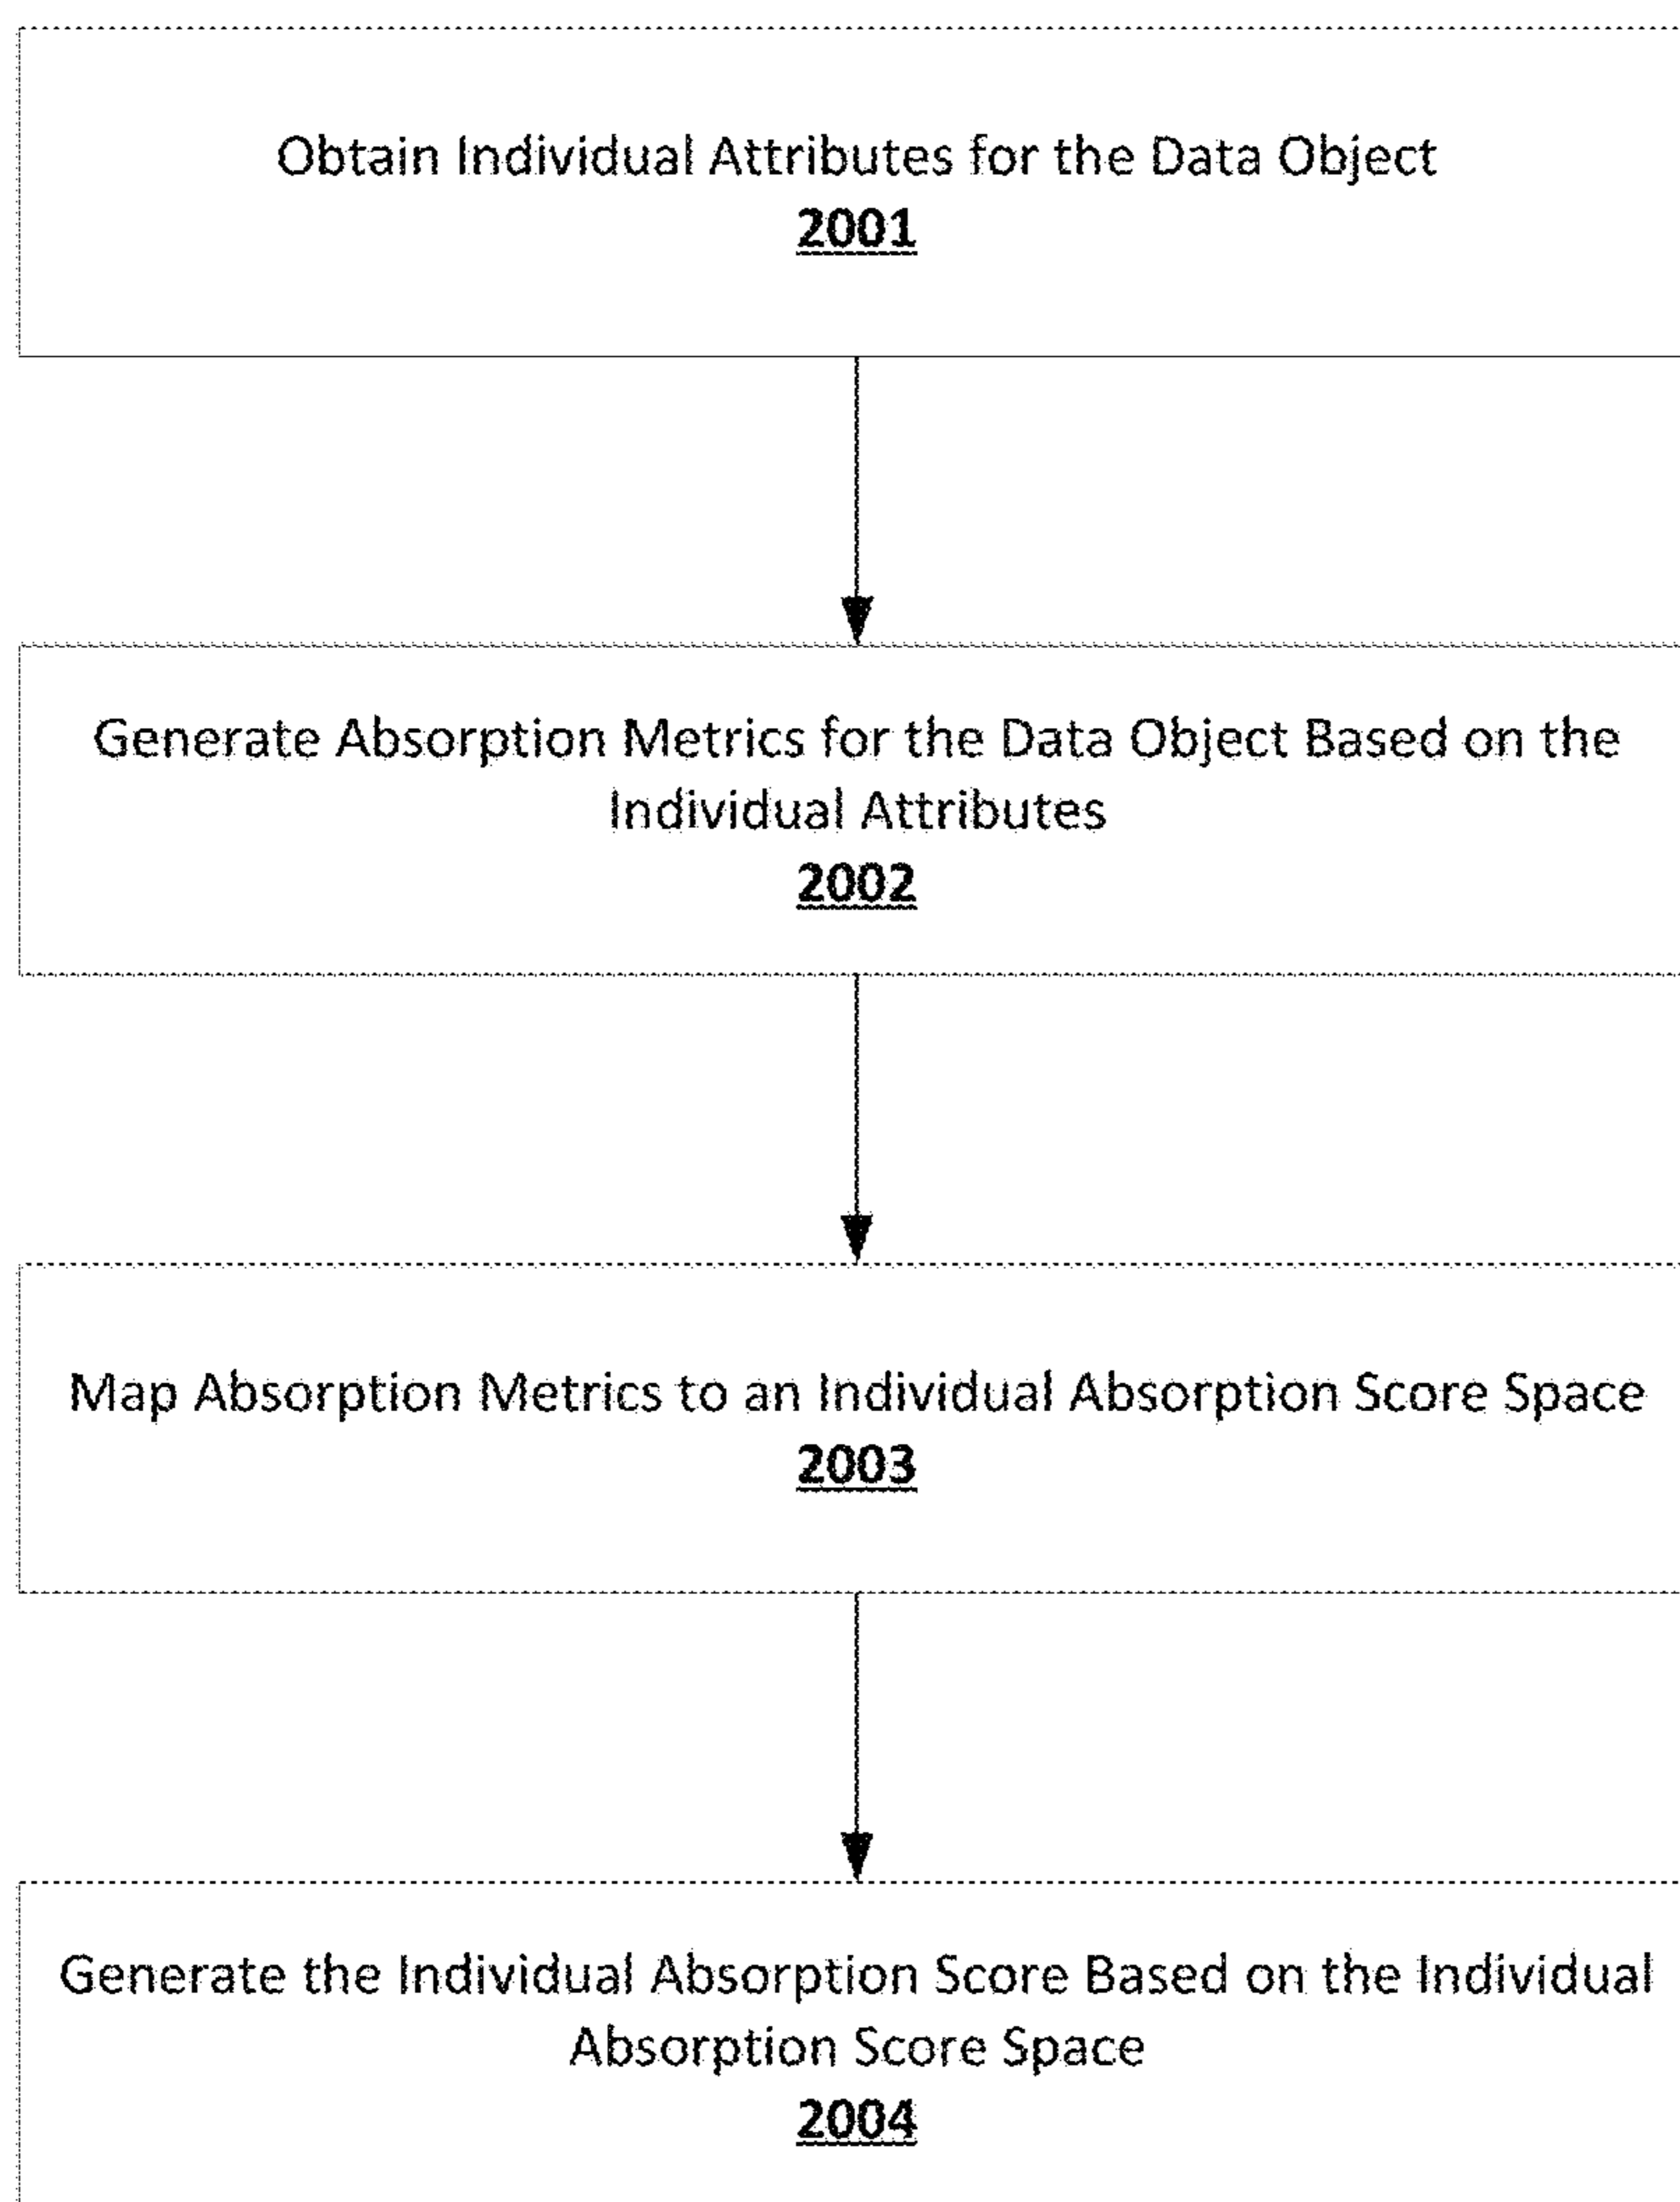 Obtain Individual Attributes for the Data Object
2001
Generate Absorption Metrics for the Data Object Based on the
Individual Attributes
2002
Map Absorption Metrics to an Individual Absorption Score Space
2003
Generate the Individual Absorption Score Based on the Individual
Absorption Score Space
2004